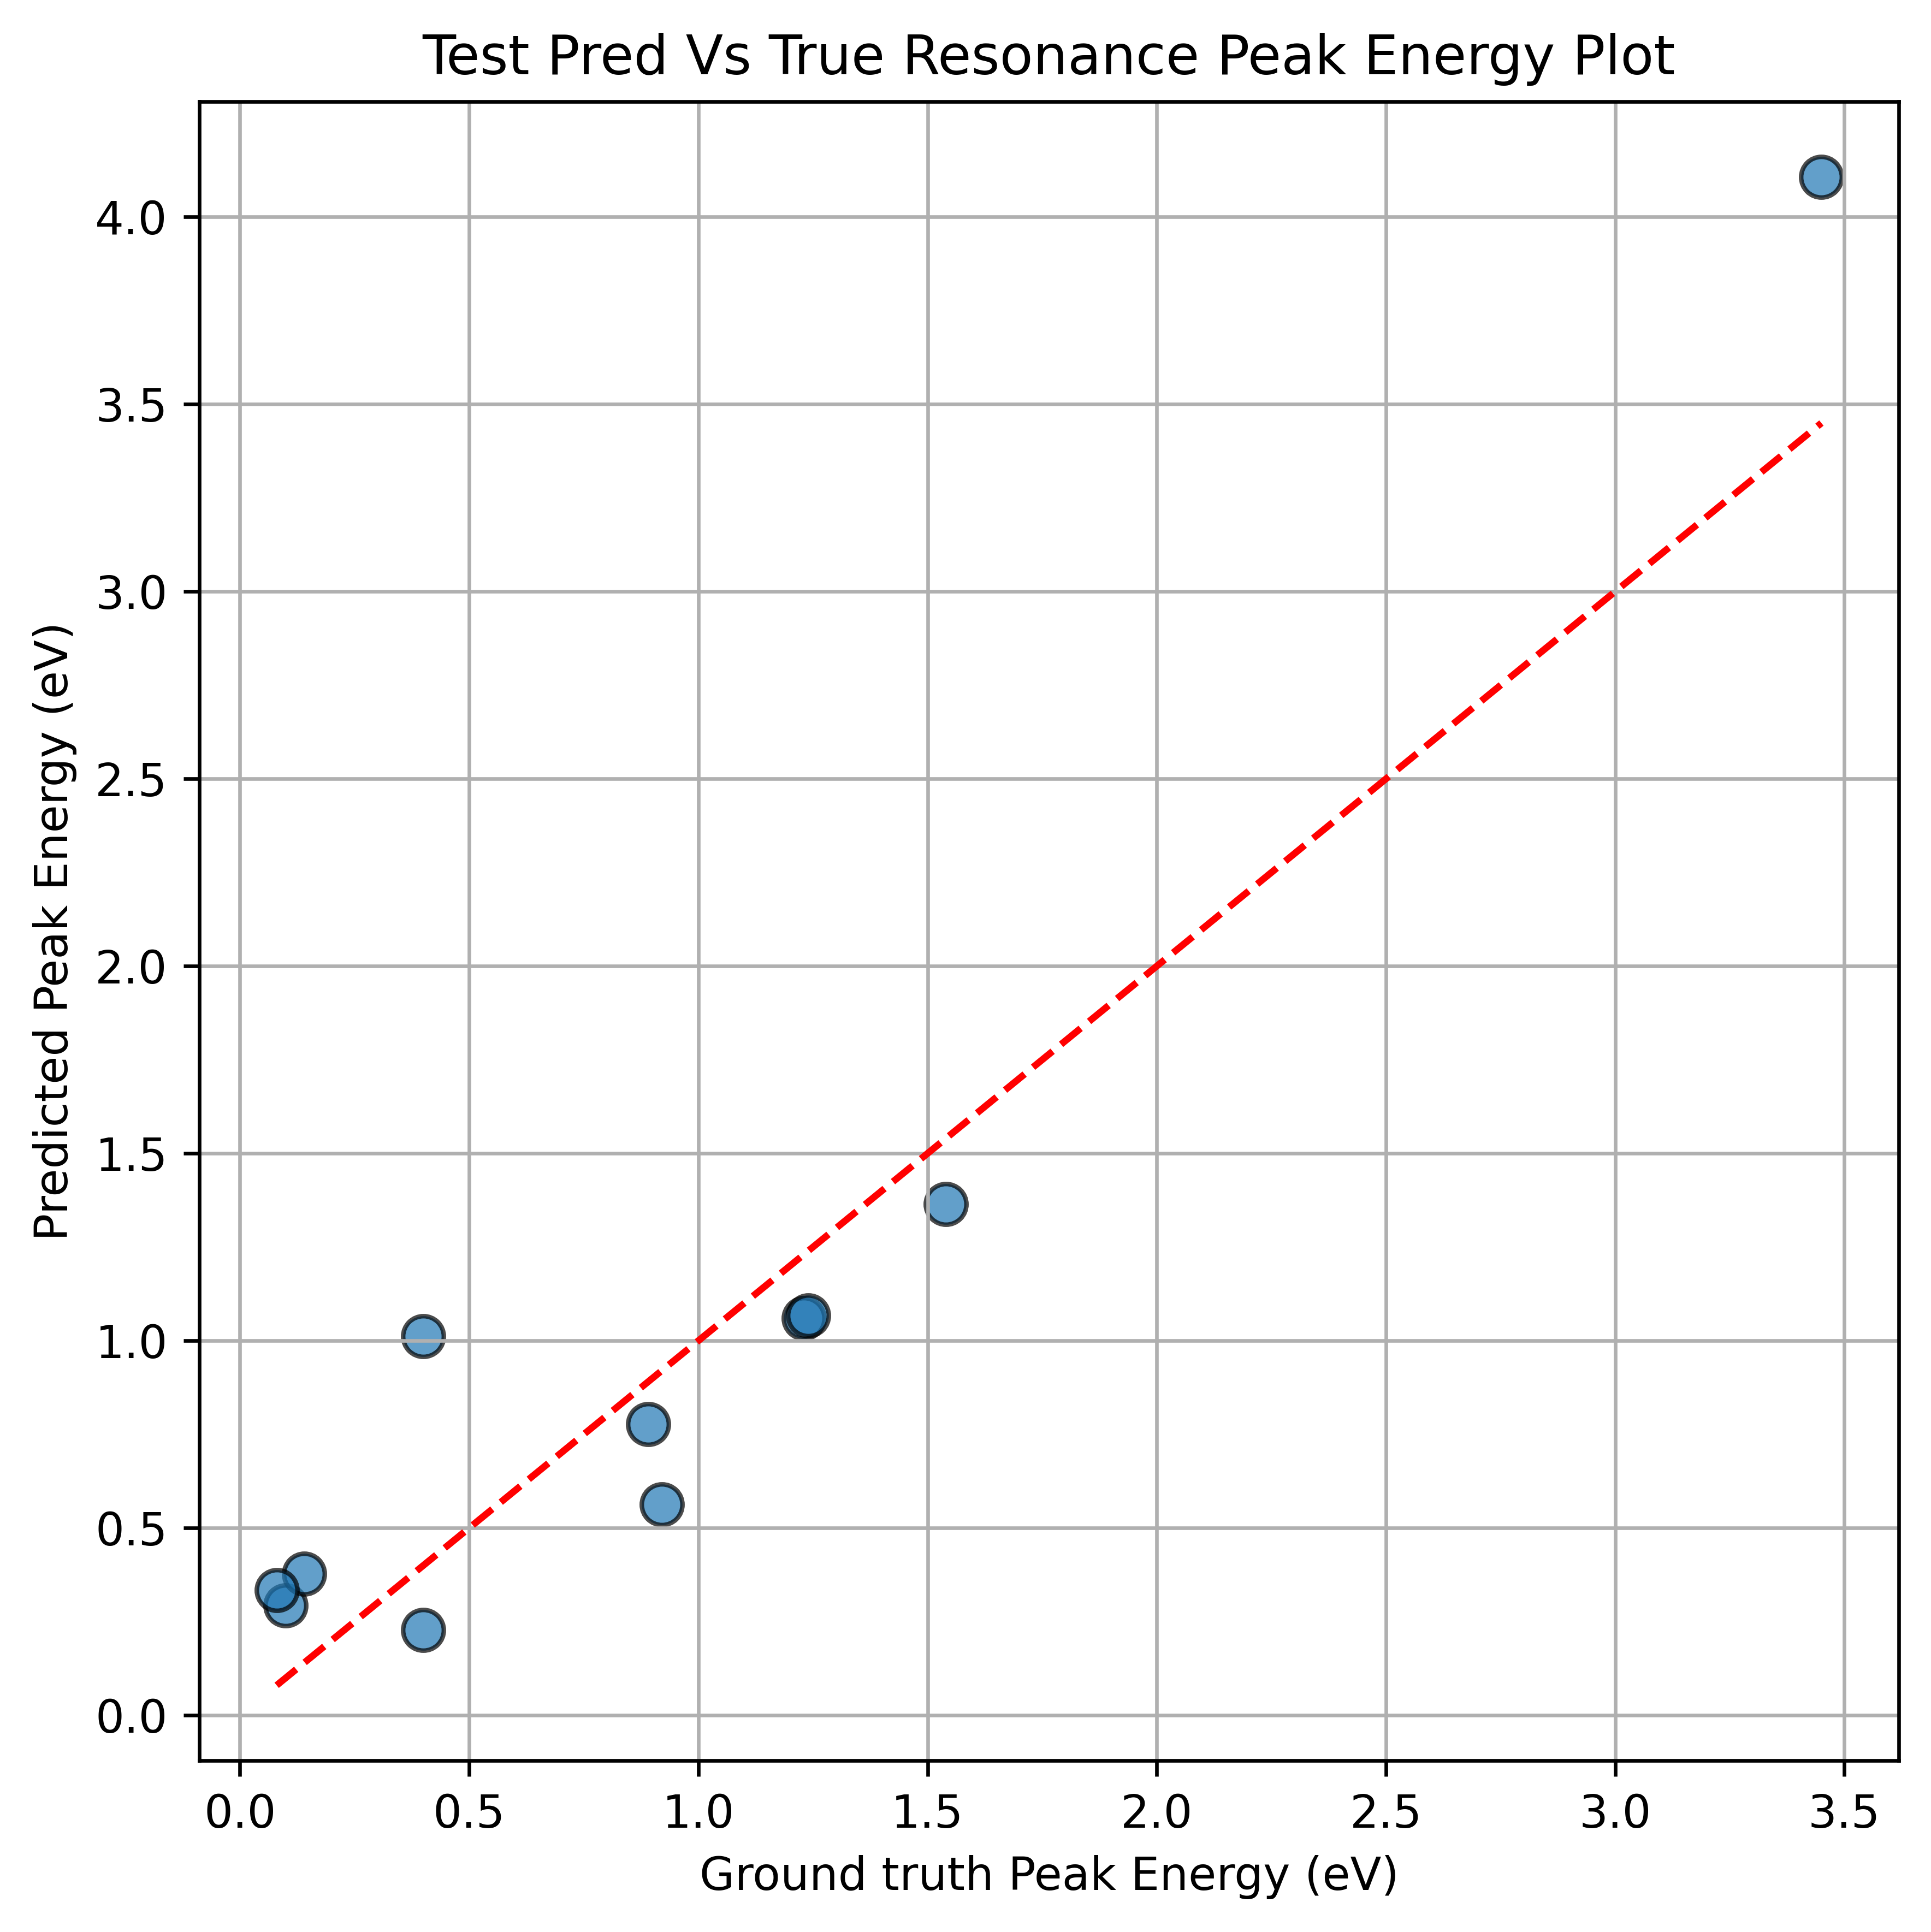 Test Pred Vs True Resonance Peak Energy Plot
Predicted Peak Energy (eV)
4.0
3.5
3.0
2.5
2.0
1.5
1.0
0.5
0.0
0.0 0.5 1.0 1.5 2.0 2.5 3.0 3.5
Ground truth Peak Energy (eV)